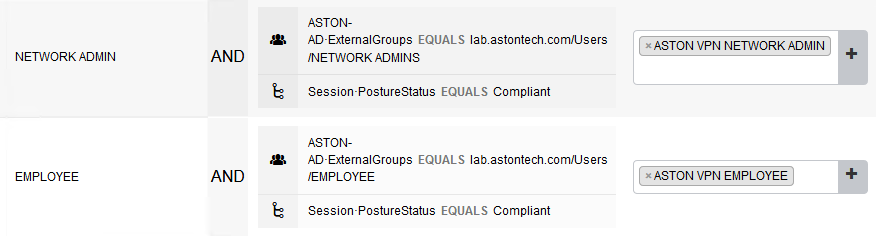 NETWORK ADMIN
AND
ASTON-
AD·ExternalGroups EQUALS lab.astontech.com/Users
/NETWORK ADMINS
Session·PostureStatus EQUALS Compliant
× ASTON VPN NETWORK ADMIN
+
EMPLOYEE
AND
ASTON-
AD·ExternalGroups EQUALS lab.astontech.com/Users
/EMPLOYEE
Session·PostureStatus EQUALS Compliant
× ASTON VPN EMPLOYEE
+